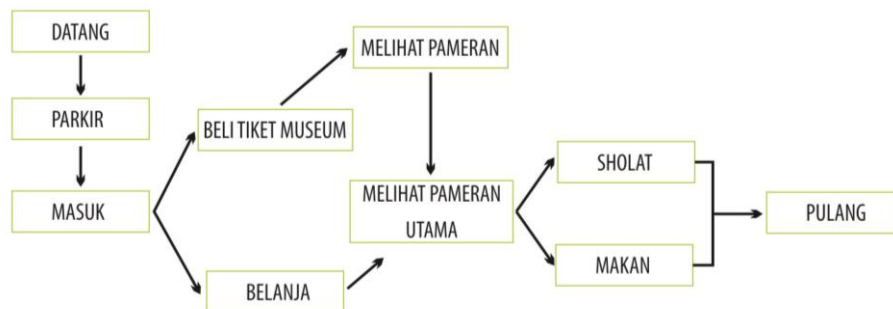 DATANG
PARKIR
MASUK
BELI TIKET MUSEUM
BELANJA
MELIHAT PAMERAN
MELIHAT PAMERAN
UTAMA
SHOLAT
MAKAN
PULANG